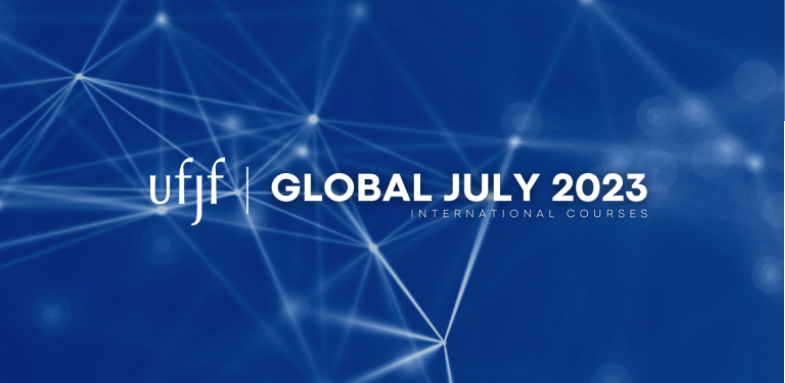 ufjf | GLOBAL JULY 2023
INTERNATIONAL COURSES